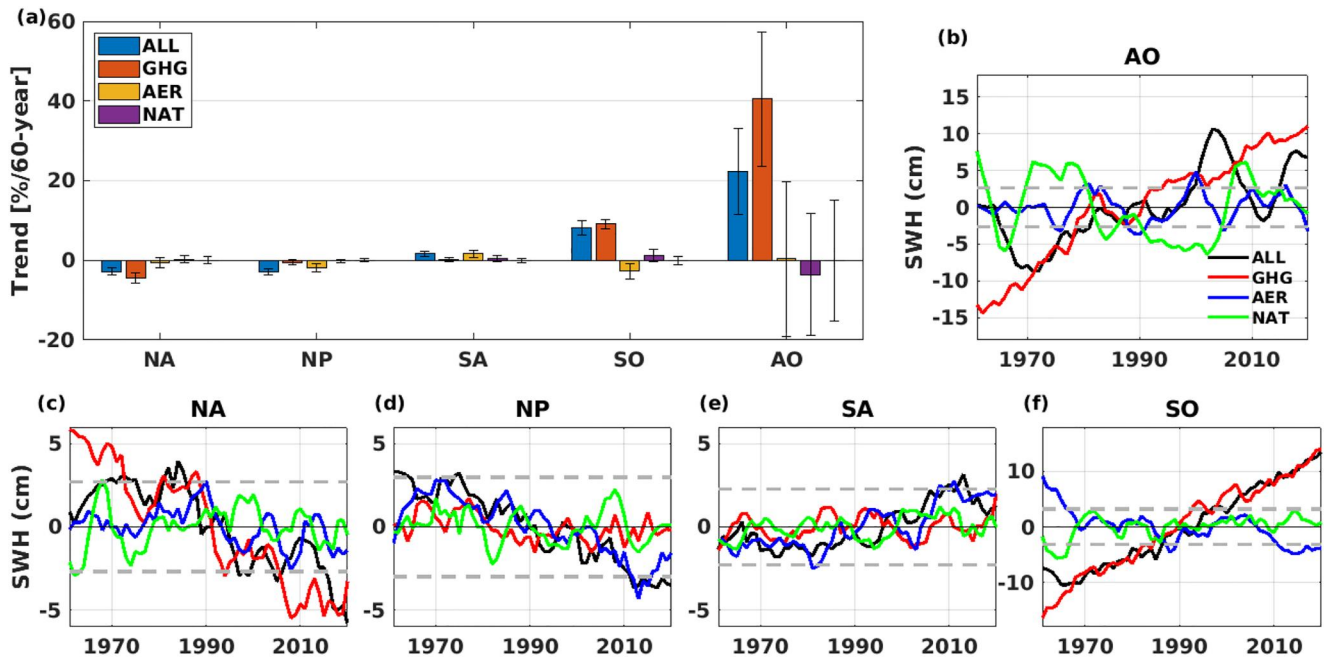 (a)
60
40
20
0
-20
Trend [%/60-year]
ALL
GHG
AER
NAT
NA NP SA SO AO
(b)
AO
15
10
5
0
-5
-10
-15
SWH (cm)
ALL
GHG
AER
NAT
1970 1990 2010
(c)
NA
5
0
-5
SWH (cm)
1970 1990 2010
(d)
NP
5
0
-5
1970 1990 2010
(e)
SA
5
0
-5
1970 1990 2010
(f)
SO
10
0
-10
1970 1990 2010